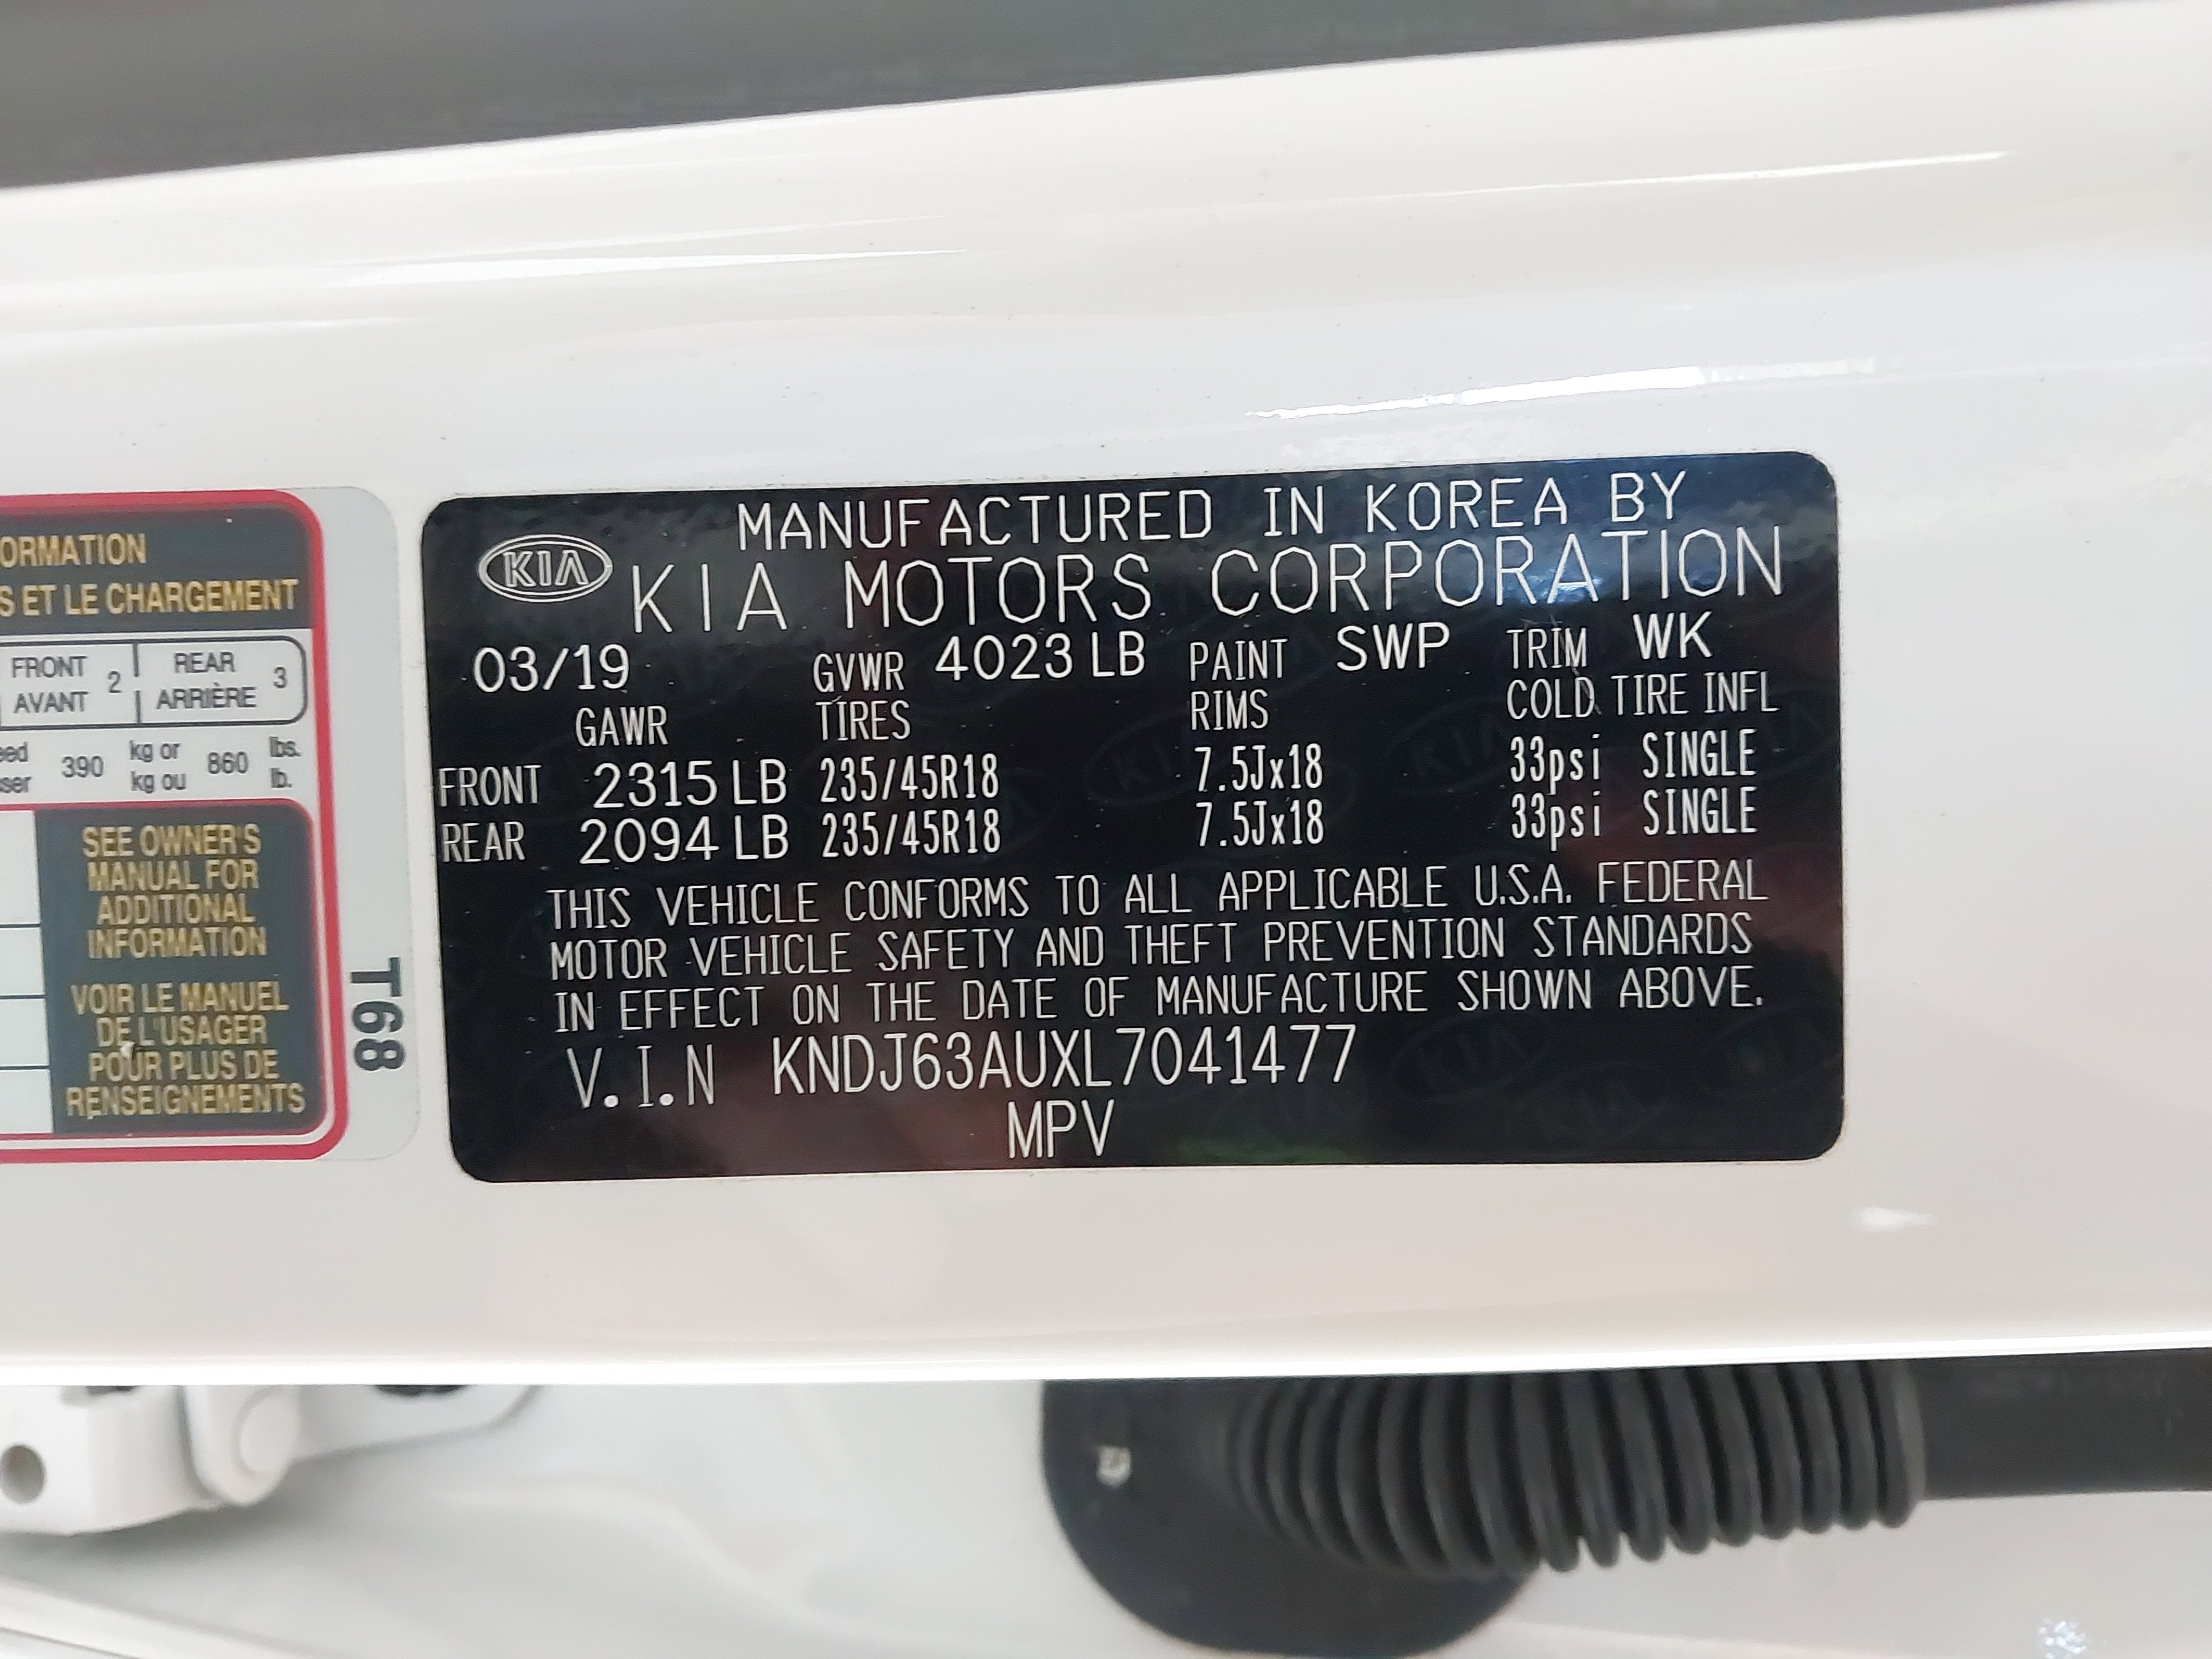 ORMATION
S ET LE CHARGEMENT
FRONT 2 REAR 3
AVANT ARRIÈRE
390 kg or 860 lbs.
kg ou lb.
SEE OWNER'S
MANUAL FOR
ADDITIONAL
INFORMATION
VOIR LE MANUEL
DE L'USAGER
POUR PLUS DE
RENSEIGNEMENTS
T68
MANUFACTURED IN KOREA BY
KIA KIA MOTORS CORPORATION
03/19 GVWR 4023 LB PAINT SWP TRIM WK
GAWR TIRES RIMS COLD TIRE INFL
FRONT 2315 LB 235/45R18 7.5Jx18 33psi SINGLE
REAR 2094 LB 235/45R18 7.5Jx18 33psi SINGLE
THIS VEHICLE CONFORMS TO ALL APPLICABLE U.S.A. FEDERAL
MOTOR VEHICLE SAFETY AND THEFT PREVENTION STANDARDS
IN EFFECT ON THE DATE OF MANUFACTURE SHOWN ABOVE.
V.I.N KNDJ63AUXL7041477
MPV